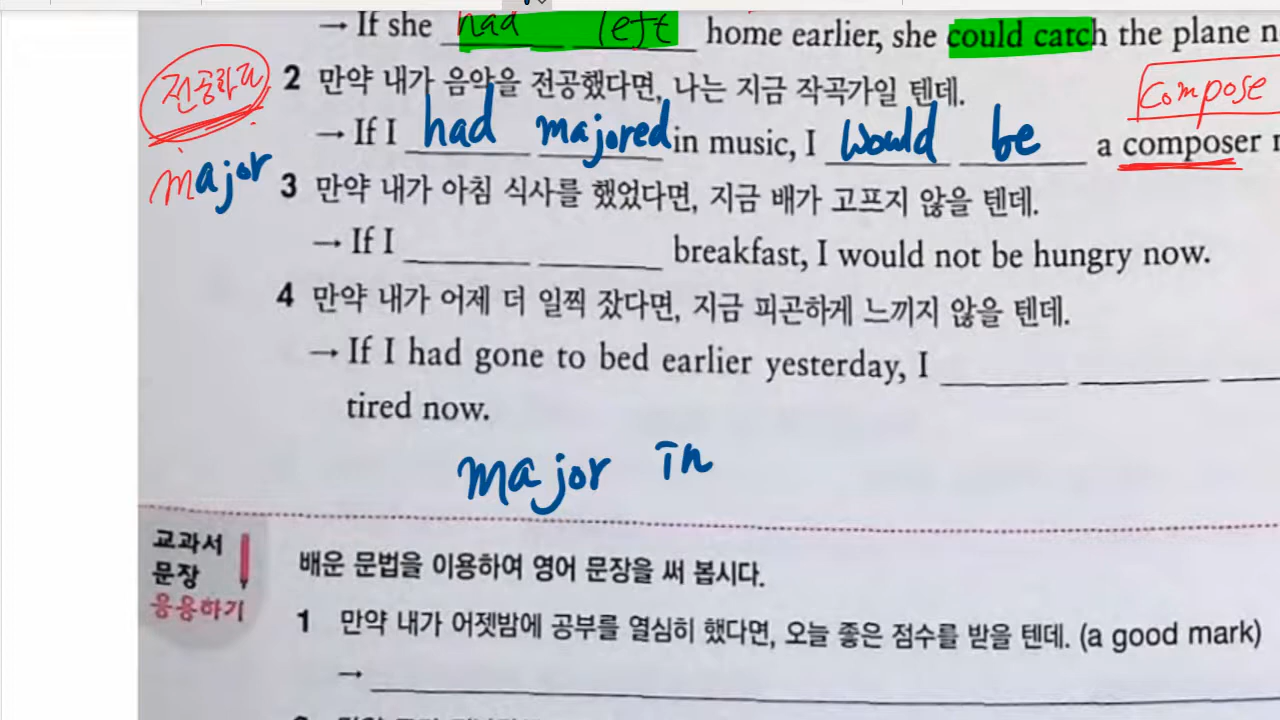 → If she had left home earlier, she could catch the plane n
2 만약 내가 음악을 전공했다면, 나는 지금 작곡가일 텐데.
전공하다
compose
→ If I had majored in music, I would be a composer
major
3 만약 내가 아침 식사를 했었다면, 지금 배가 고프지 않을 텐데.
→ If I ____ ____ breakfast, I would not be hungry now.
4 만약 내가 어제 더 일찍 잤다면, 지금 피곤하게 느끼지 않을 텐데.
→ If I had gone to bed earlier yesterday, I ____ ____ ____
tired now.
major in
교과서
문장
응용하기
배운 문법을 이용하여 영어 문장을 써 봅시다.
1 만약 내가 어젯밤에 공부를 열심히 했다면, 오늘 좋은 점수를 받을 텐데. (a good mark)
→